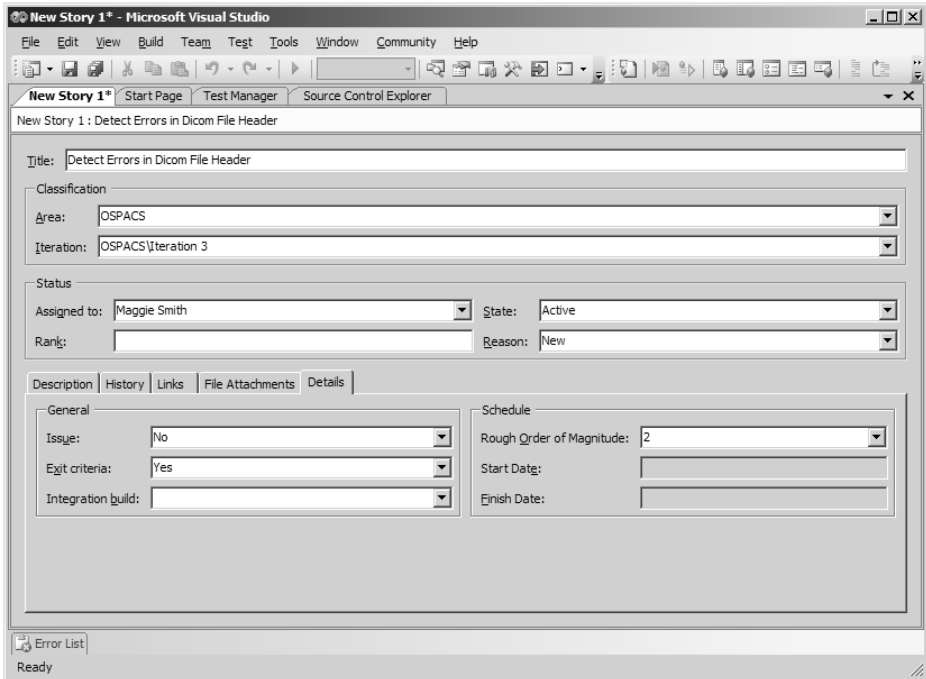 New Story 1* - Microsoft Visual Studio
File Edit View Build Team Test Tools Window Community Help
New Story 1* Start Page Test Manager Source Control Explorer
New Story 1 : Detect Errors in Dicom File Header
Title: Detect Errors in Dicom File Header
Classification
Area: OSPACS
Iteration: OSPACS\Iteration 3
Status
Assigned to: Maggie Smith State: Active
Rank: Reason: New
Description History Links File Attachments Details
General Schedule
Issue: No Rough Order of Magnitude: 2
Exit criteria: Yes Start Date:
Integration build: Finish Date:
Error List
Ready